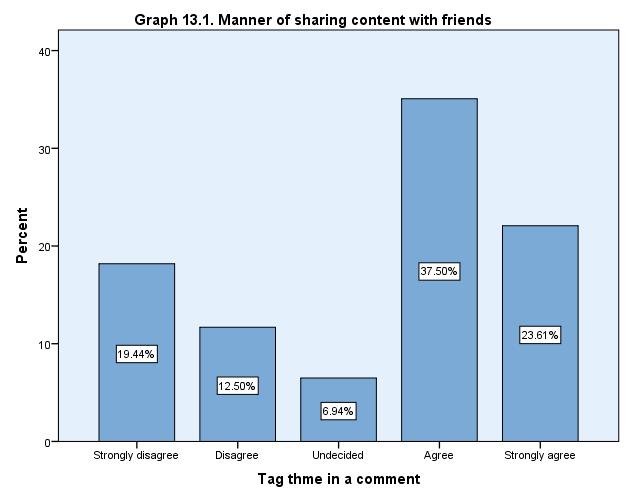 Graph 13.1. Manner of sharing content with friends
Percent
40
30
20
10
0
19.44%
12.50%
6.94%
37.50%
23.61%
Strongly disagree
Disagree
Undecided
Agree
Strongly agree
Tag thme in a comment